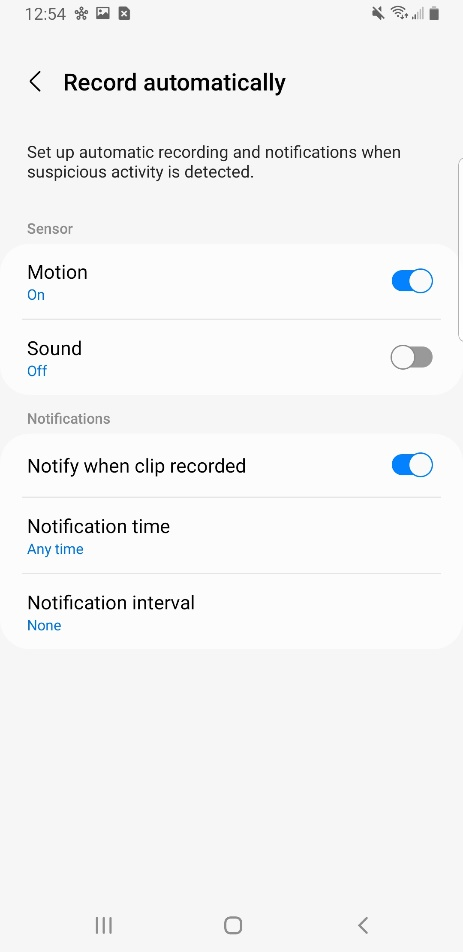 12:54
Record automatically
Set up automatic recording and notifications when
suspicious activity is detected.
Sensor
Motion
On
Sound
Off
Notifications
Notify when clip recorded
Notification time
Any time
Notification interval
None